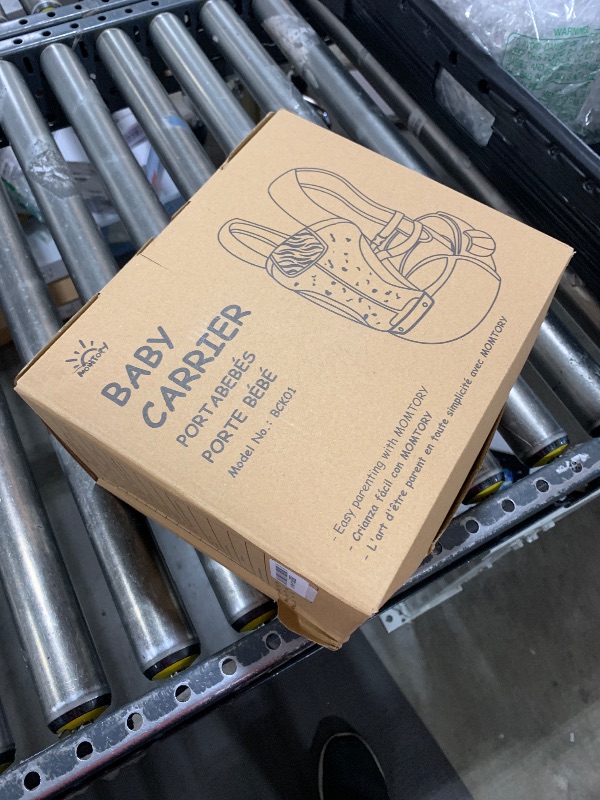 MOMTORY
BABY
CARRIER
PORTABEBÉS
PORTE BÉBÉ
Model No.: BCK01
- Easy parenting with MOMTORY
- Crianza fácil con MOMTORY
- L'art d'être parent en toute simplicité avec MOMTORY
WARNING